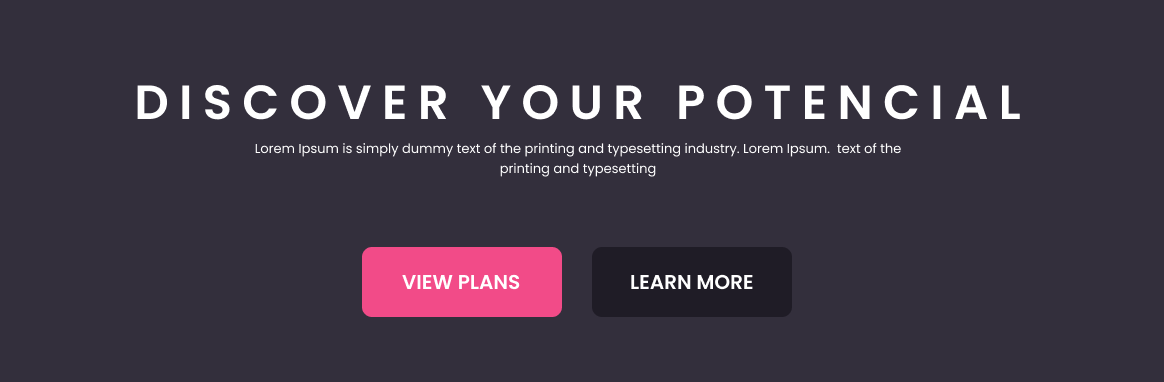 DISCOVER YOUR POTENCIAL
Lorem Ipsum is simply dummy text of the printing and typesetting industry. Lorem Ipsum.  text of the
printing and typesetting
VIEW PLANS
LEARN MORE